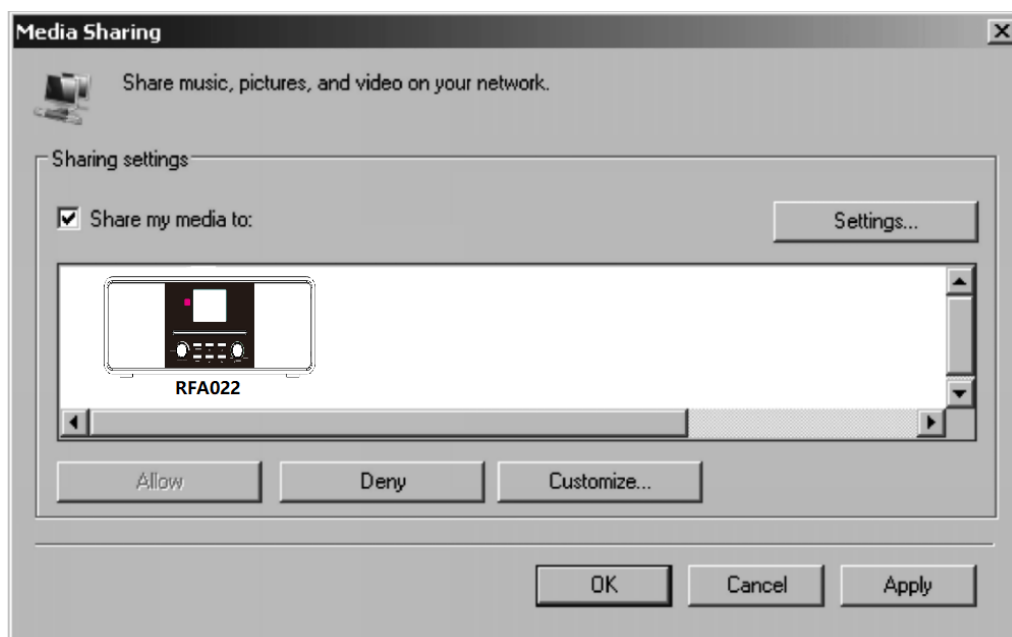 Media Sharing
Share music, pictures, and video on your network.
Sharing settings
Share my media to:
Settings...
RFA022
Allow
Deny
Customize...
OK
Cancel
Apply